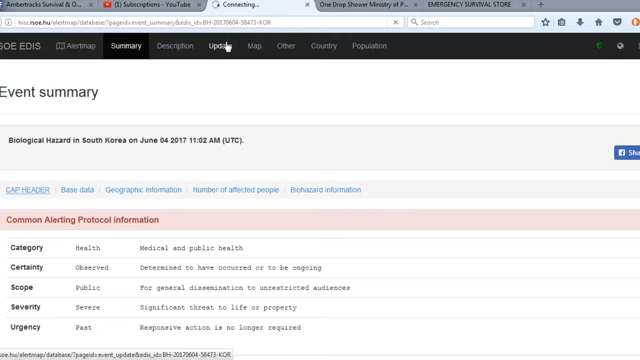 Ambertracks Survival & O...
(1) Subscriptions - YouTube
Connecting...
One Drop Shower Ministry of P...
EMERGENCY SURVIVAL STORE
hisz.rsoe.hu/alertmap/database/?pageid=event_summary&edis_id=BH-20170604-58473-KOR
Search
RSOE EDIS
Alertmap
Summary
Description
Update
Map
Other
Country
Population
Event summary
Biological Hazard in South Korea on June 04 2017 11:02 AM (UTC).
Sha
CAP HEADER
Base data
Geographic information
Number of affected people
Biohazard information
Common Alerting Protocol information
Category Health Medical and public health
Certainty Observed Determined to have occurred or to be ongoing
Scope Public For general dissemination to unrestricted audiences
Severity Severe Significant threat to life or property
Urgency Past Responsive action is no longer required
hisz.rsoe.hu/alertmap/database/?pageid=event_update&edis_id=BH-20170604-58473-KOR